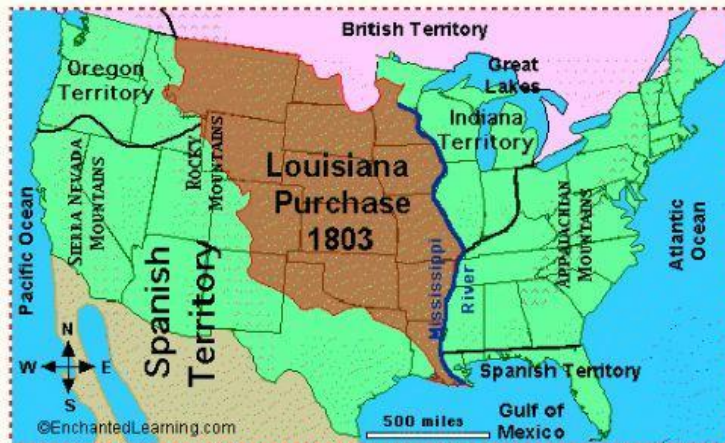 British Territory
Oregon
Territory
Great
Lakes
Indiana
Territory
ROCKY
MOUNTAINS
Louisiana
Purchase
1803
SIERRA NEVADA
MOUNTAINS
APPALACHIAN
MOUNTAINS
Pacific Ocean
Atlantic
Ocean
Spanish
Territory
Mississippi
River
N
W E
S
Spanish Territory
©EnchantedLearning.com
500 miles
Gulf of
Mexico